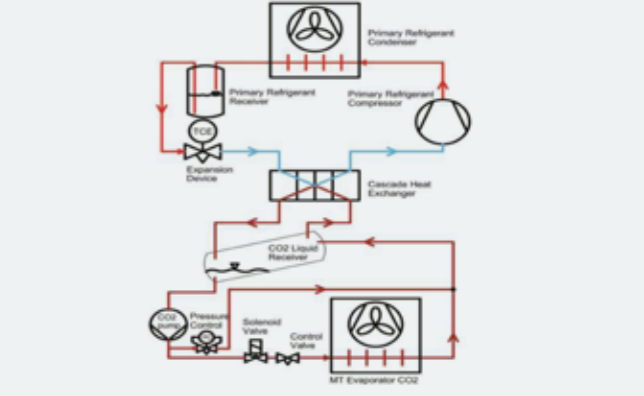 Primary Refrigerant
Condenser
Primary Refrigerant
Receiver
Primary Refrigerant
Compressor
TCE
Expansion
Device
Cascade Heat
Exchanger
CO2 Liquid
Receiver
CO2
pump
Pressure
Control
Solenoid
Valve
Control
Valve
MT Evaporator CO2